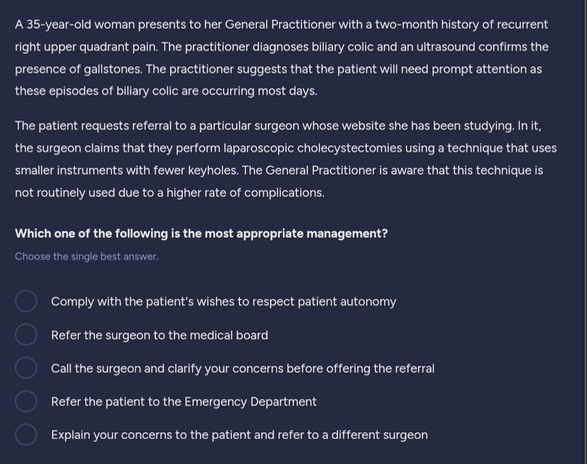 A 35-year-old woman presents to her General Practitioner with a two-month history of recurrent
right upper quadrant pain. The practitioner diagnoses biliary colic and an ultrasound confirms the
presence of gallstones. The practitioner suggests that the patient will need prompt attention as
these episodes of biliary colic are occurring most days.
The patient requests referral to a particular surgeon whose website she has been studying. In it,
the surgeon claims that they perform laparoscopic cholecystectomies using a technique that uses
smaller instruments with fewer keyholes. The General Practitioner is aware that this technique is
not routinely used due to a higher rate of complications.
Which one of the following is the most appropriate management?
Choose the single best answer.
Comply with the patient's wishes to respect patient autonomy
Refer the surgeon to the medical board
Call the surgeon and clarify your concerns before offering the referral
Refer the patient to the Emergency Department
Explain your concerns to the patient and refer to a different surgeon